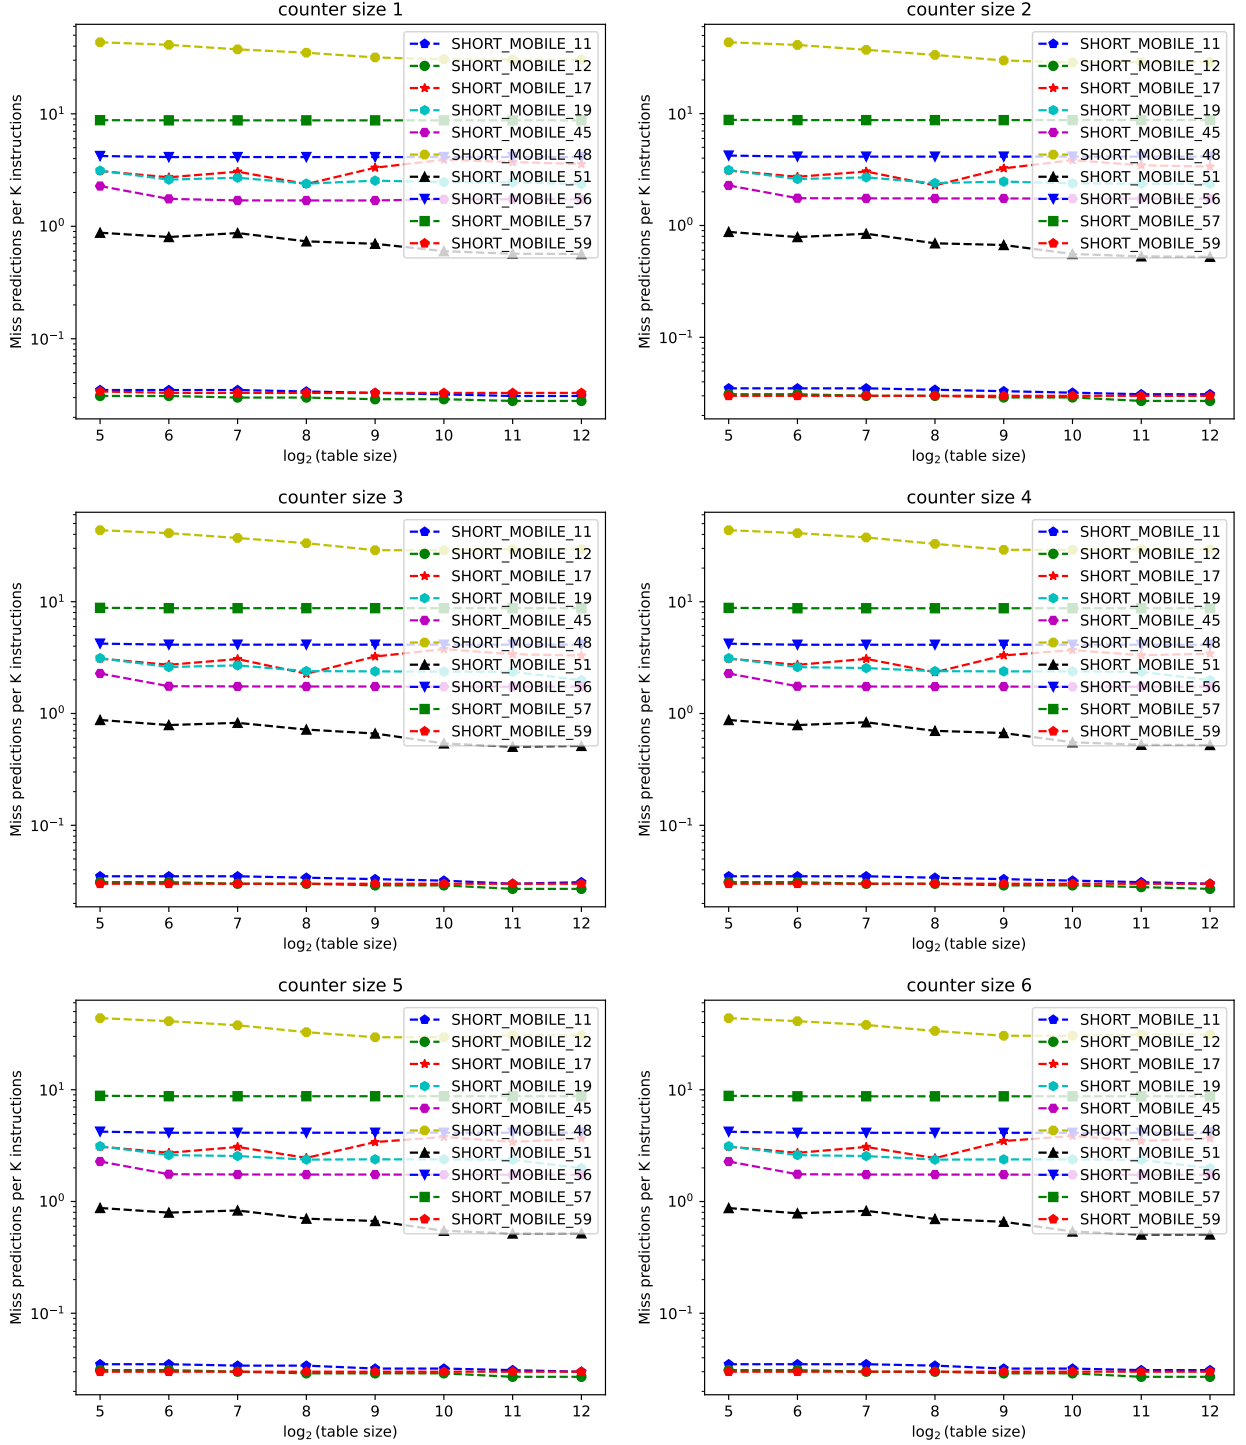 counter size 1
Miss predictions per K instructions
10¹
10⁰
10⁻¹
SHORT_MOBILE_11
SHORT_MOBILE_12
SHORT_MOBILE_17
SHORT_MOBILE_19
SHORT_MOBILE_45
SHORT_MOBILE_48
SHORT_MOBILE_51
SHORT_MOBILE_56
SHORT_MOBILE_57
SHORT_MOBILE_59
5 6 7 8 9 10 11 12
log₂(table size)
counter size 2
Miss predictions per K instructions
10¹
10⁰
10⁻¹
SHORT_MOBILE_11
SHORT_MOBILE_12
SHORT_MOBILE_17
SHORT_MOBILE_19
SHORT_MOBILE_45
SHORT_MOBILE_48
SHORT_MOBILE_51
SHORT_MOBILE_56
SHORT_MOBILE_57
SHORT_MOBILE_59
5 6 7 8 9 10 11 12
log₂(table size)
counter size 3
Miss predictions per K instructions
10¹
10⁰
10⁻¹
SHORT_MOBILE_11
SHORT_MOBILE_12
SHORT_MOBILE_17
SHORT_MOBILE_19
SHORT_MOBILE_45
SHORT_MOBILE_48
SHORT_MOBILE_51
SHORT_MOBILE_56
SHORT_MOBILE_57
SHORT_MOBILE_59
5 6 7 8 9 10 11 12
log₂(table size)
counter size 4
Miss predictions per K instructions
10¹
10⁰
10⁻¹
SHORT_MOBILE_11
SHORT_MOBILE_12
SHORT_MOBILE_17
SHORT_MOBILE_19
SHORT_MOBILE_45
SHORT_MOBILE_48
SHORT_MOBILE_51
SHORT_MOBILE_56
SHORT_MOBILE_57
SHORT_MOBILE_59
5 6 7 8 9 10 11 12
log₂(table size)
counter size 5
Miss predictions per K instructions
10¹
10⁰
10⁻¹
SHORT_MOBILE_11
SHORT_MOBILE_12
SHORT_MOBILE_17
SHORT_MOBILE_19
SHORT_MOBILE_45
SHORT_MOBILE_48
SHORT_MOBILE_51
SHORT_MOBILE_56
SHORT_MOBILE_57
SHORT_MOBILE_59
5 6 7 8 9 10 11 12
log₂(table size)
counter size 6
Miss predictions per K instructions
10¹
10⁰
10⁻¹
SHORT_MOBILE_11
SHORT_MOBILE_12
SHORT_MOBILE_17
SHORT_MOBILE_19
SHORT_MOBILE_45
SHORT_MOBILE_48
SHORT_MOBILE_51
SHORT_MOBILE_56
SHORT_MOBILE_57
SHORT_MOBILE_59
5 6 7 8 9 10 11 12
log₂(table size)